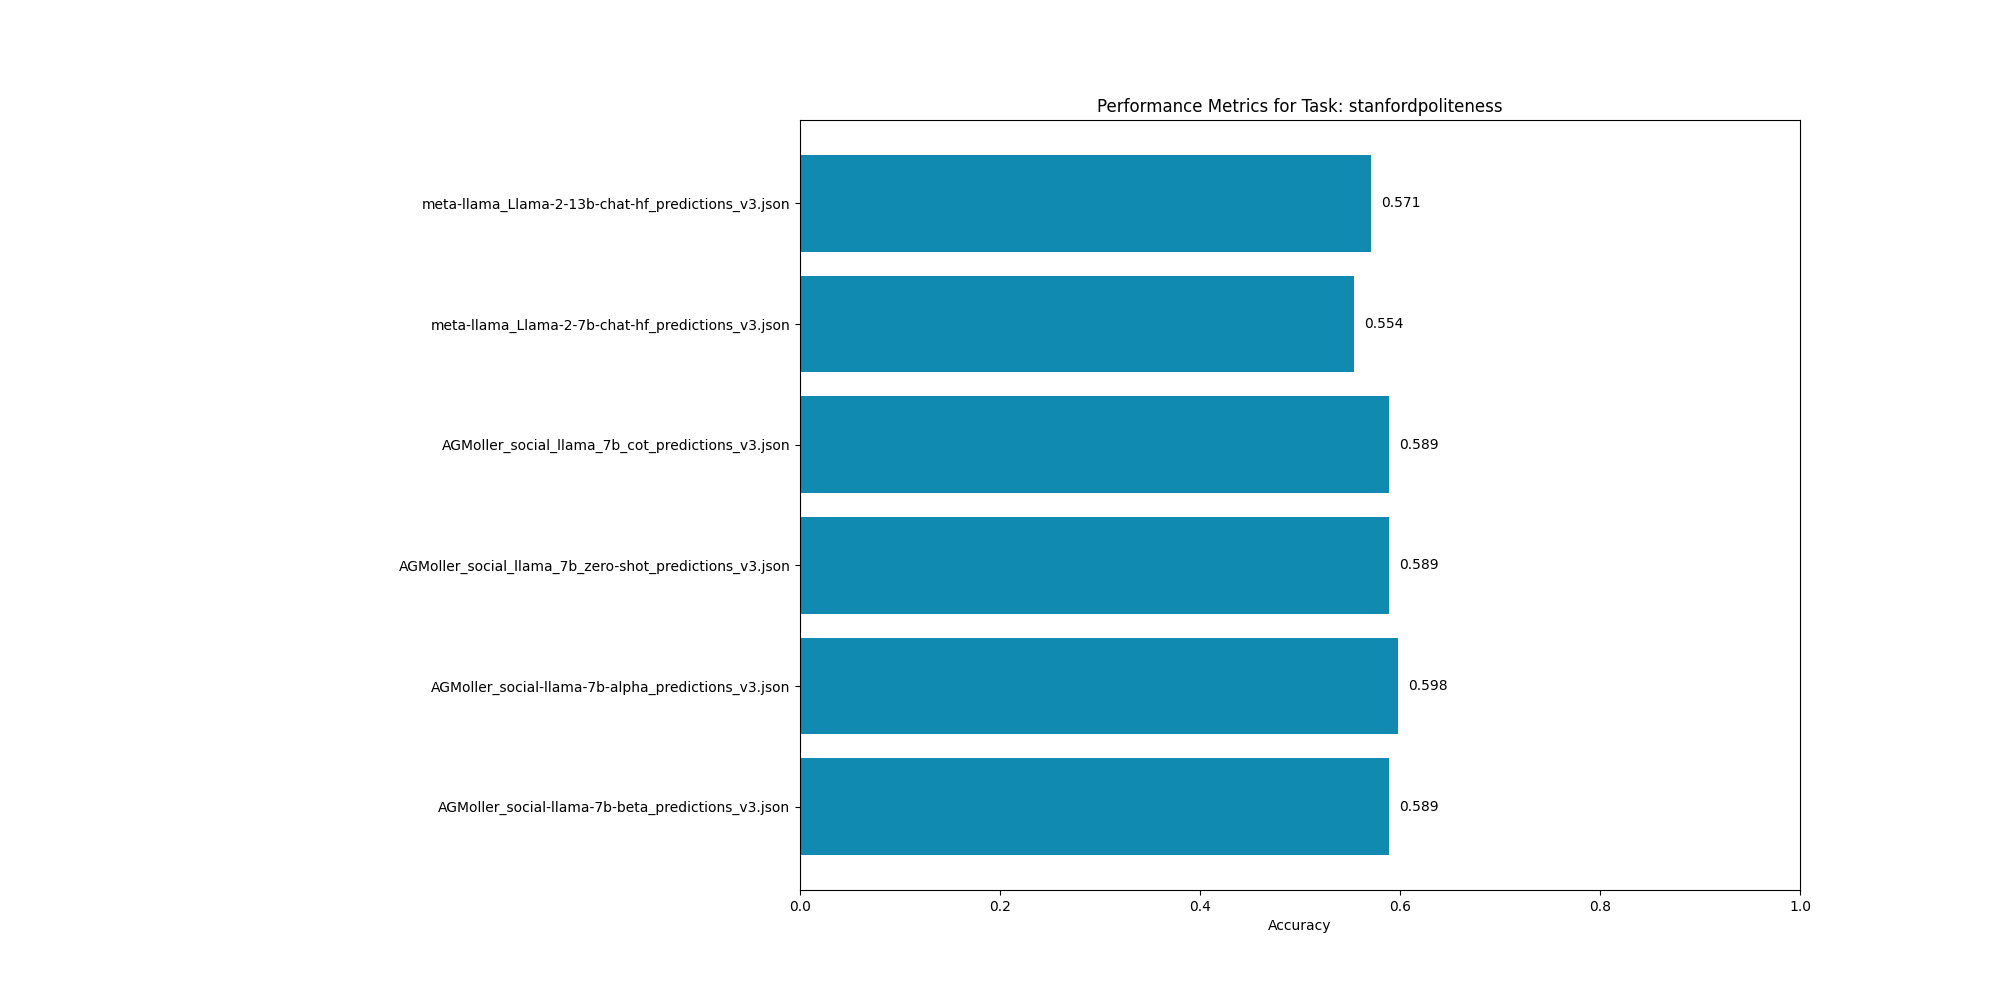 Performance Metrics for Task: stanfordpoliteness
meta-llama_Llama-2-13b-chat-hf_predictions_v3.json
0.571
meta-llama_Llama-2-7b-chat-hf_predictions_v3.json
0.554
AGMoller_social_llama_7b_cot_predictions_v3.json
0.589
AGMoller_social_llama_7b_zero-shot_predictions_v3.json
0.589
AGMoller_social-llama-7b-alpha_predictions_v3.json
0.598
AGMoller_social-llama-7b-beta_predictions_v3.json
0.589
0.0 0.2 0.4 0.6 0.8 1.0
Accuracy